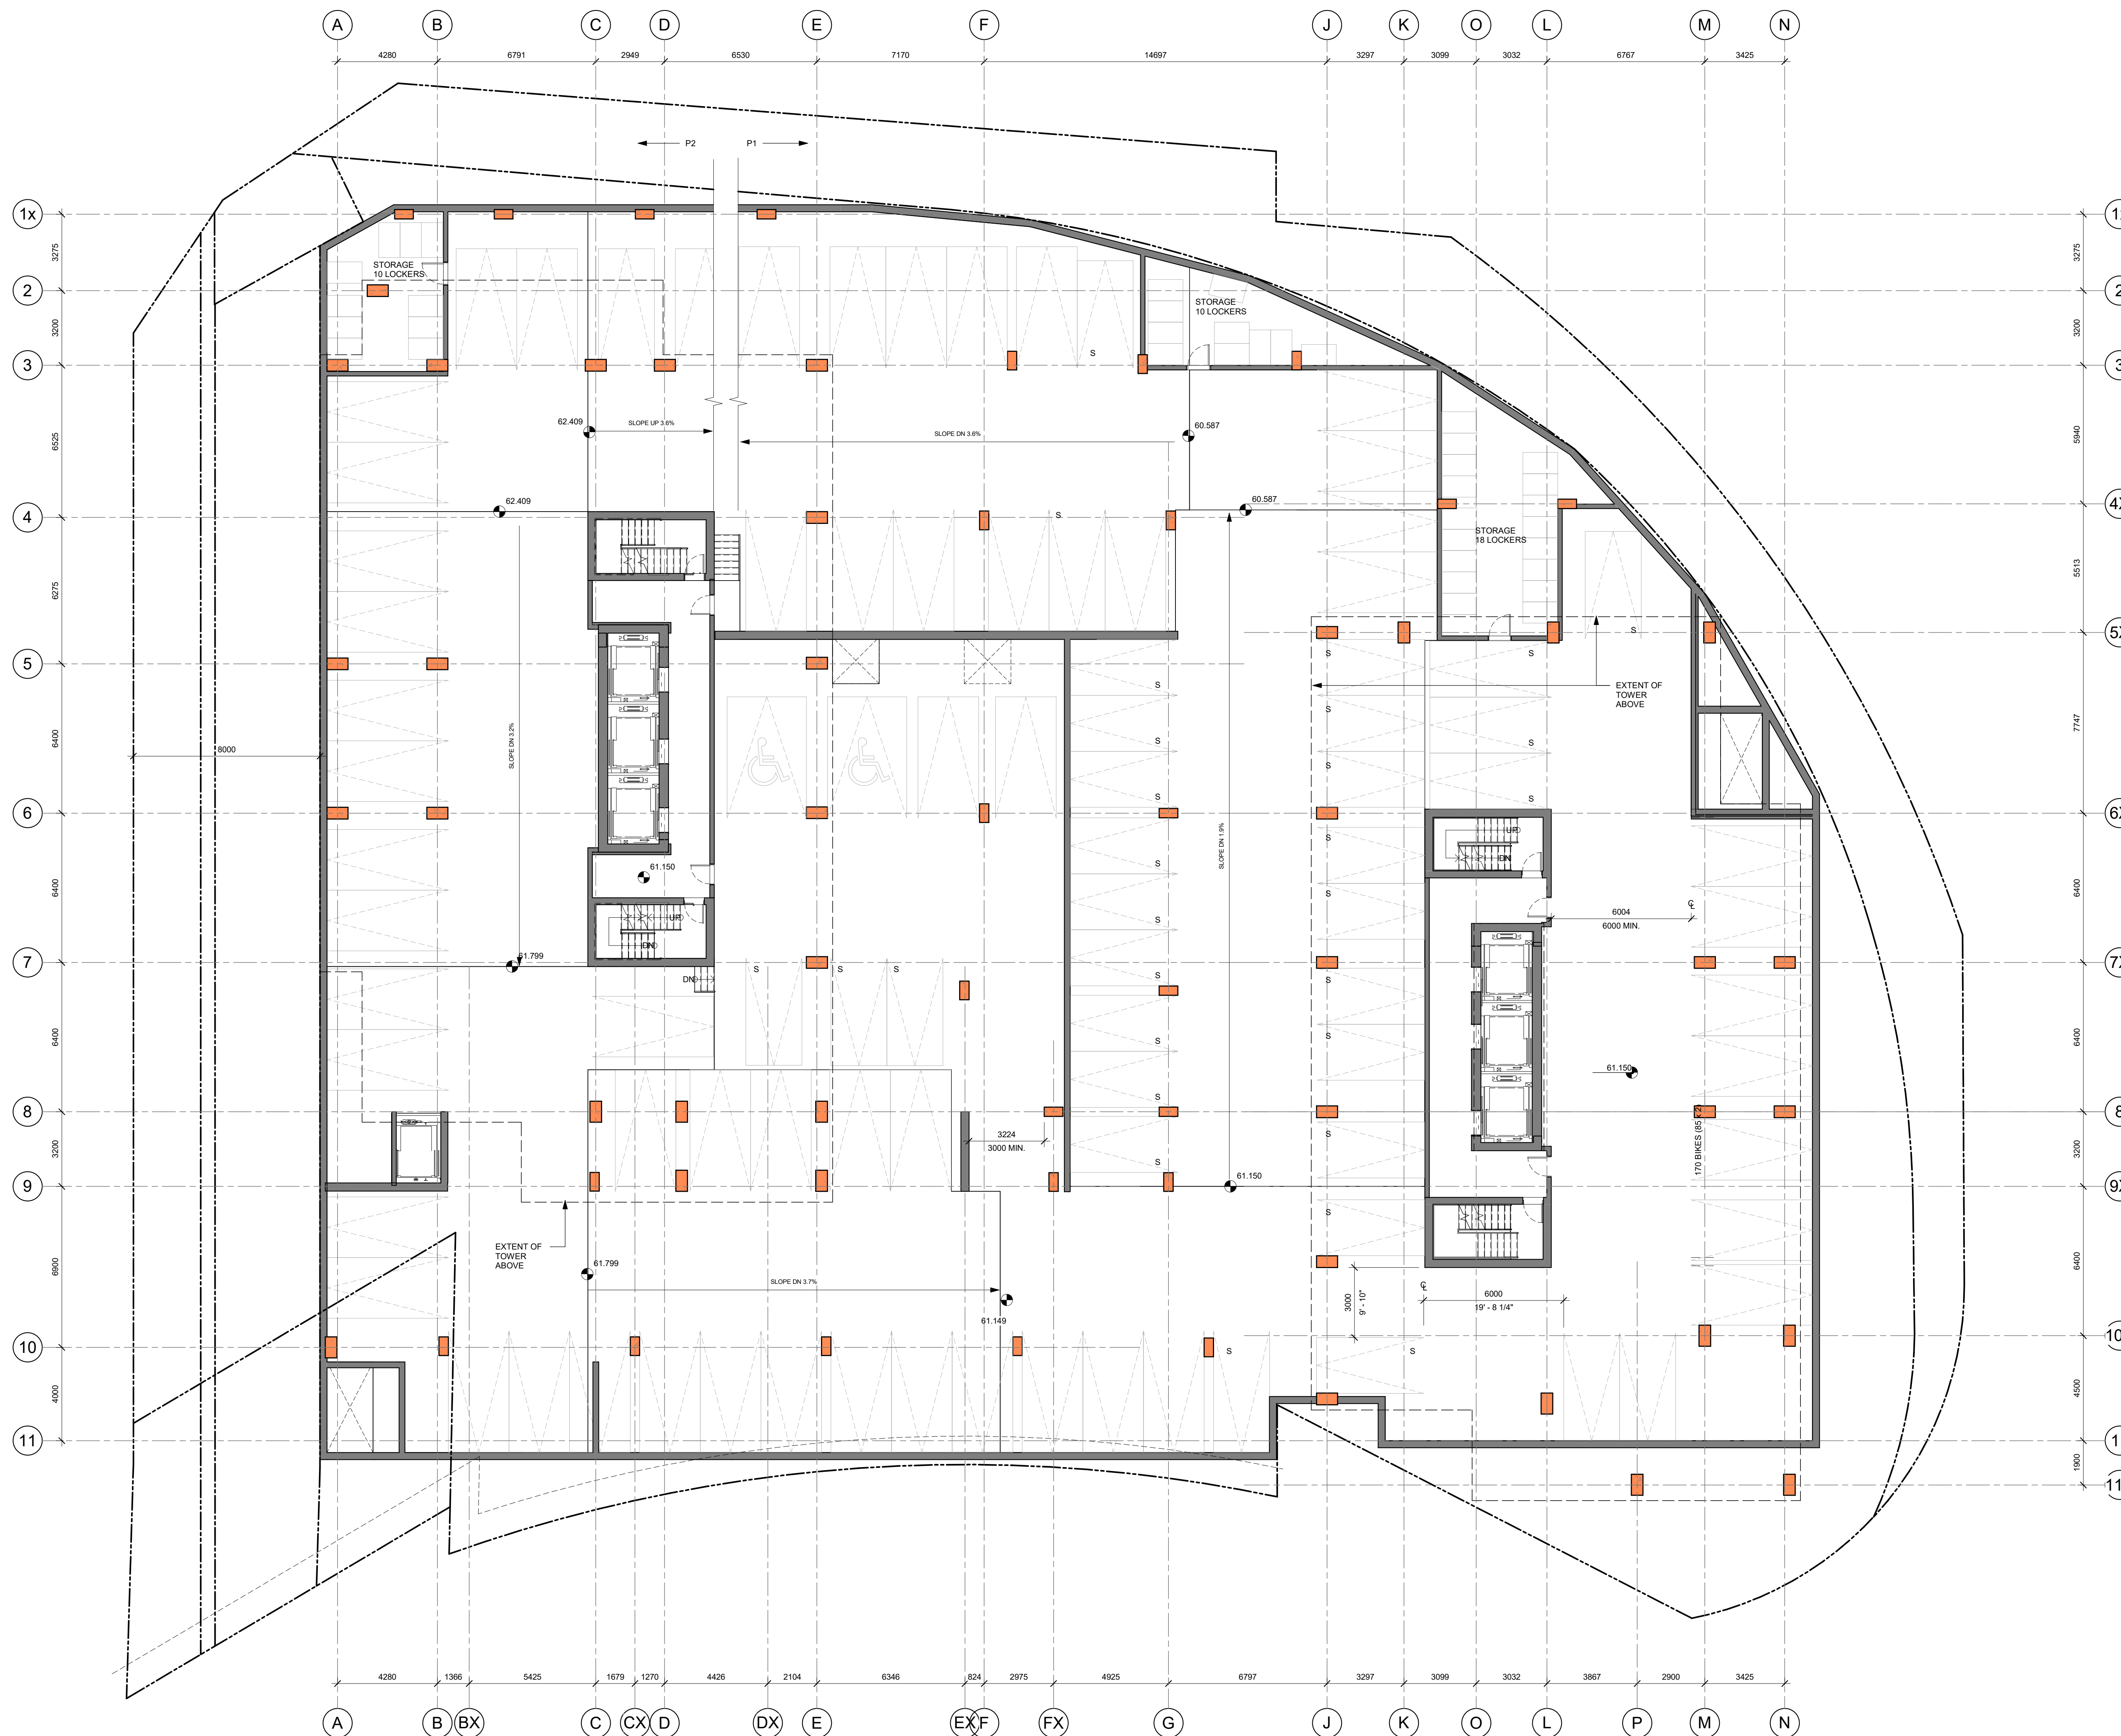 A B C D E F J K O L M N
4280 6791 2949 6530 7170 14697 3297 3099 3032 6767 3425
P2 P1
1x
3275 3275
STORAGE
10 LOCKERS
2 2
STORAGE
10 LOCKERS
3200 3200
S
3 3
62.409 SLOPE UP 3.6% SLOPE DN 3.6% 60.587
6525 5940
62.409 60.587
4 S
STORAGE
18 LOCKERS
6275 5513
S
S S
5
S
EXTENT OF
TOWER
ABOVE
S
SLOPE DN 3.2%
6400 7747
8000 S S
S
S S
6
SLOPE DN 1.9%
UP
S S
DN
S
61.150
6400 6400
S
6004
6000 MIN.
UP S
DN
61.799
7 S S S
DN
S S
S
6400 6400
S S
61.150
8 8
S
3224
3000 MIN.
S
3200 3200
170 BIKES (85 x 2)
S
61.150
9
S
EXTENT OF
TOWER
ABOVE
61.799
6900 6400
SLOPE DN 3.7%
3000
9' - 10"
6000
19' - 8 1/4"
61.149
10 S S
4000 4500
11
1900
4280 1366 5425 1679 1270 4426 2104 6346 824 2975 4925 6797 3297 3099 3032 3867 2900 3425
A B BX C CX D DX E EX F FX G J K O L P M N